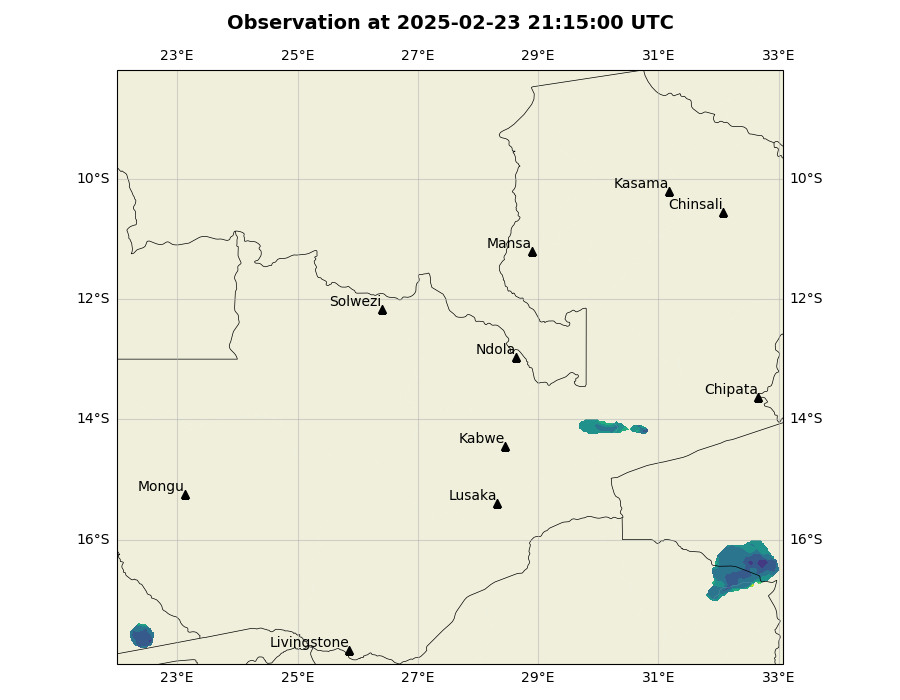 Observation at 2025-02-23 21:15:00 UTC
23°E 25°E 27°E 29°E 31°E 33°E
10°S 10°S
Kasama
Chinsali
Mansa
12°S 12°S
Solwezi
Ndola
Chipata
14°S 14°S
Kabwe
Mongu
Lusaka
16°S 16°S
Livingstone
23°E 25°E 27°E 29°E 31°E 33°E